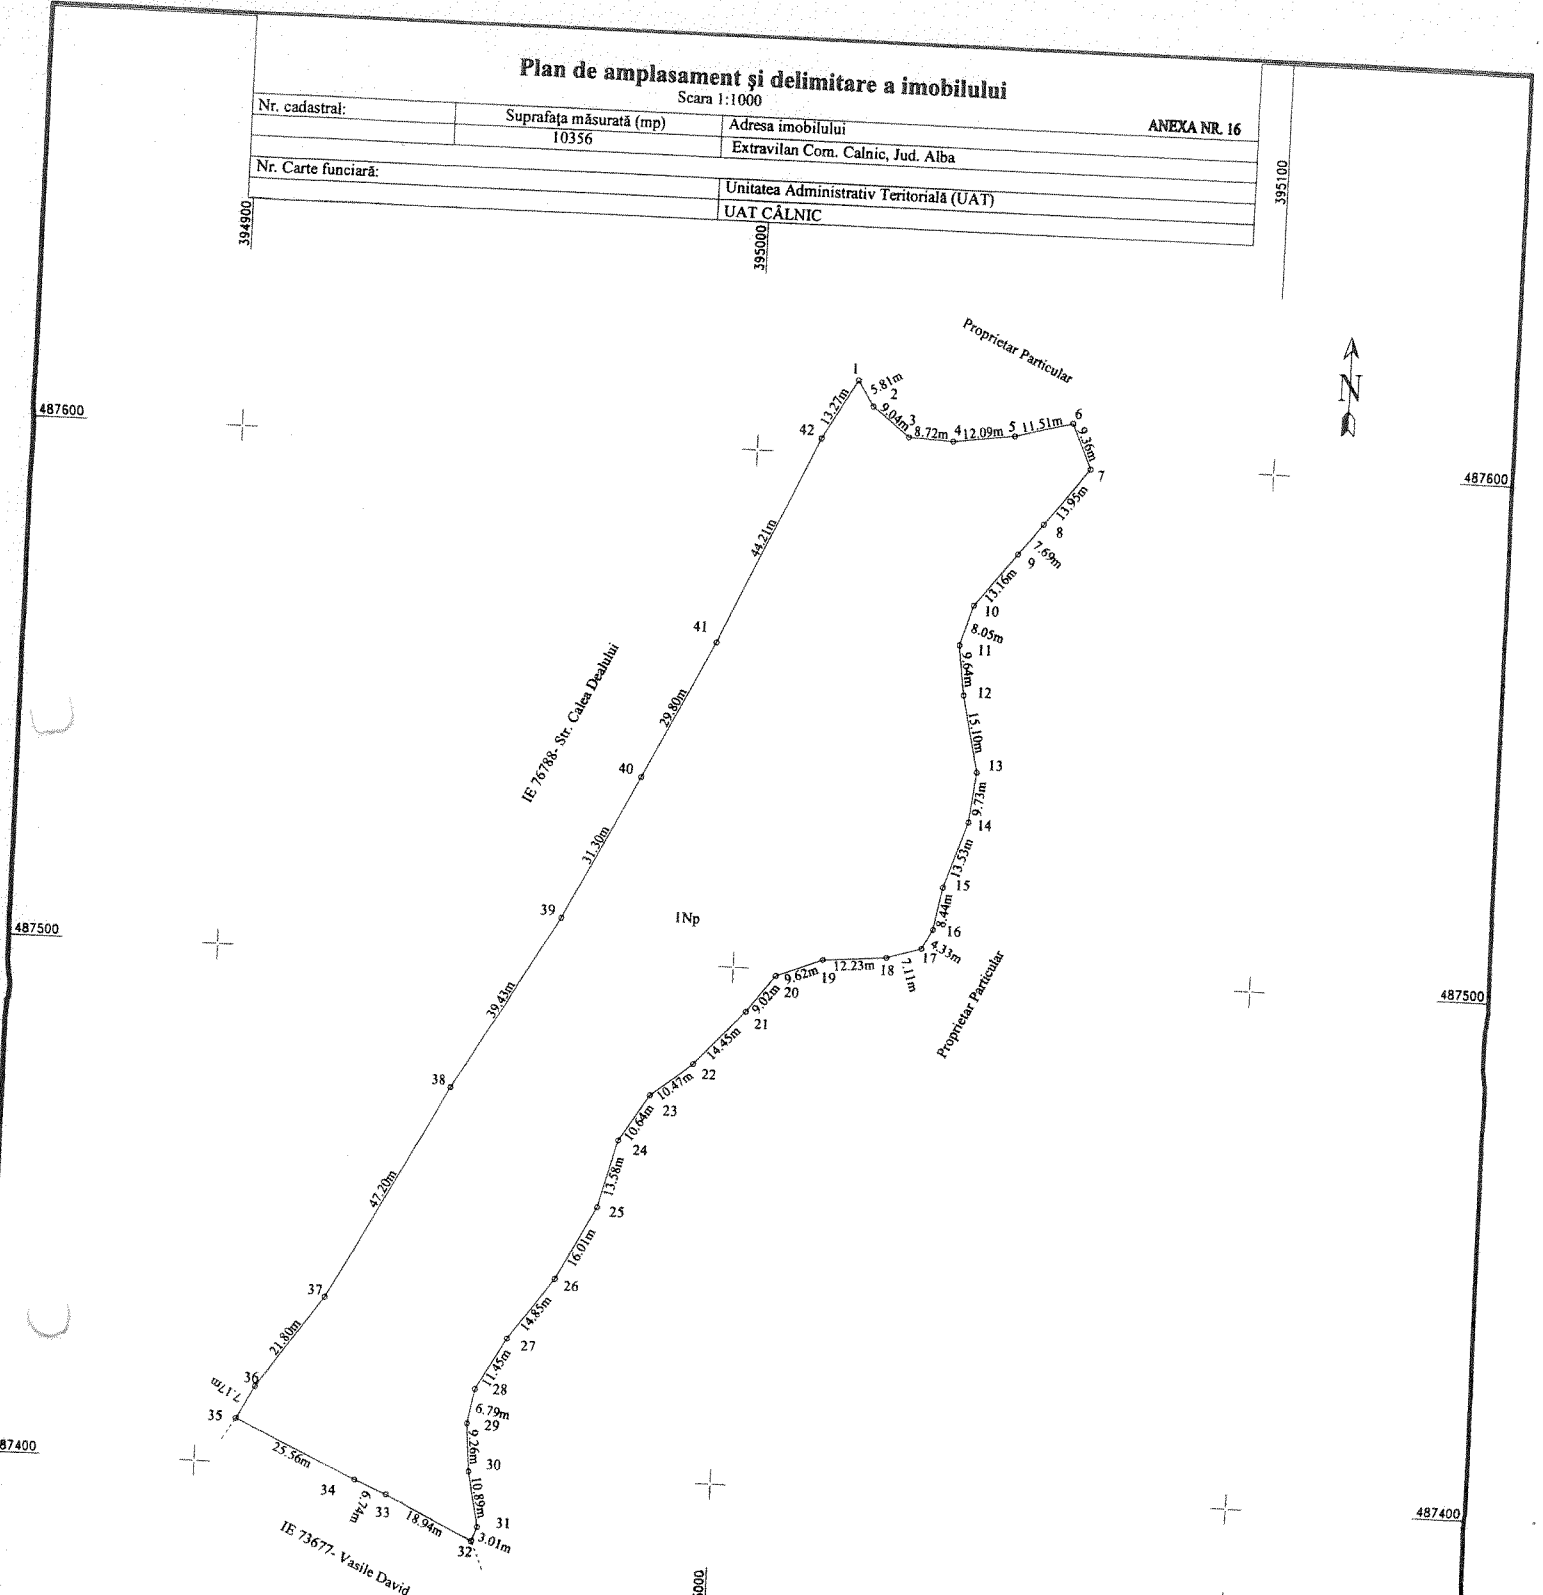 Plan de amplasament și delimitare a imobilului
Scara 1:1000
ANEXA NR. 16
Nr. cadastral:
Suprafața măsurată (mp)
Adresa imobilului
10356
Extravilan Com. Calnic, Jud. Alba
Nr. Carte funciară:
Unitatea Administrativ Teritorială (UAT)
UAT CÂLNIC
394900
395000
395100
Proprietar Particular
N
1
5.81m
2
9.04m
3
8.72m
4
12.09m
5
11.51m
6
9.36m
7
13.27m
42
487600
487600
13.95m
8
7.69m
9
13.16m
10
8.05m
11
9.64m
12
15.10m
13
9.73m
14
13.53m
15
8.44m
16
4.33m
17
7.11m
18
12.23m
19
9.62m
20
9.02m
21
14.45m
22
10.47m
23
10.64m
24
13.58m
25
16.01m
26
14.85m
27
11.45m
28
6.79m
29
9.26m
30
10.89m
31
3.01m
32
18.94m
33
6.74m
34
25.56m
35
7.17m
36
21.80m
37
47.20m
38
39.43m
39
31.30m
40
29.80m
41
44.21m
IE 76788- Str. Calea Dealului
1Np
487500
487500
Proprietar Particular
87400
487400
IE 73677- Vasile David
000